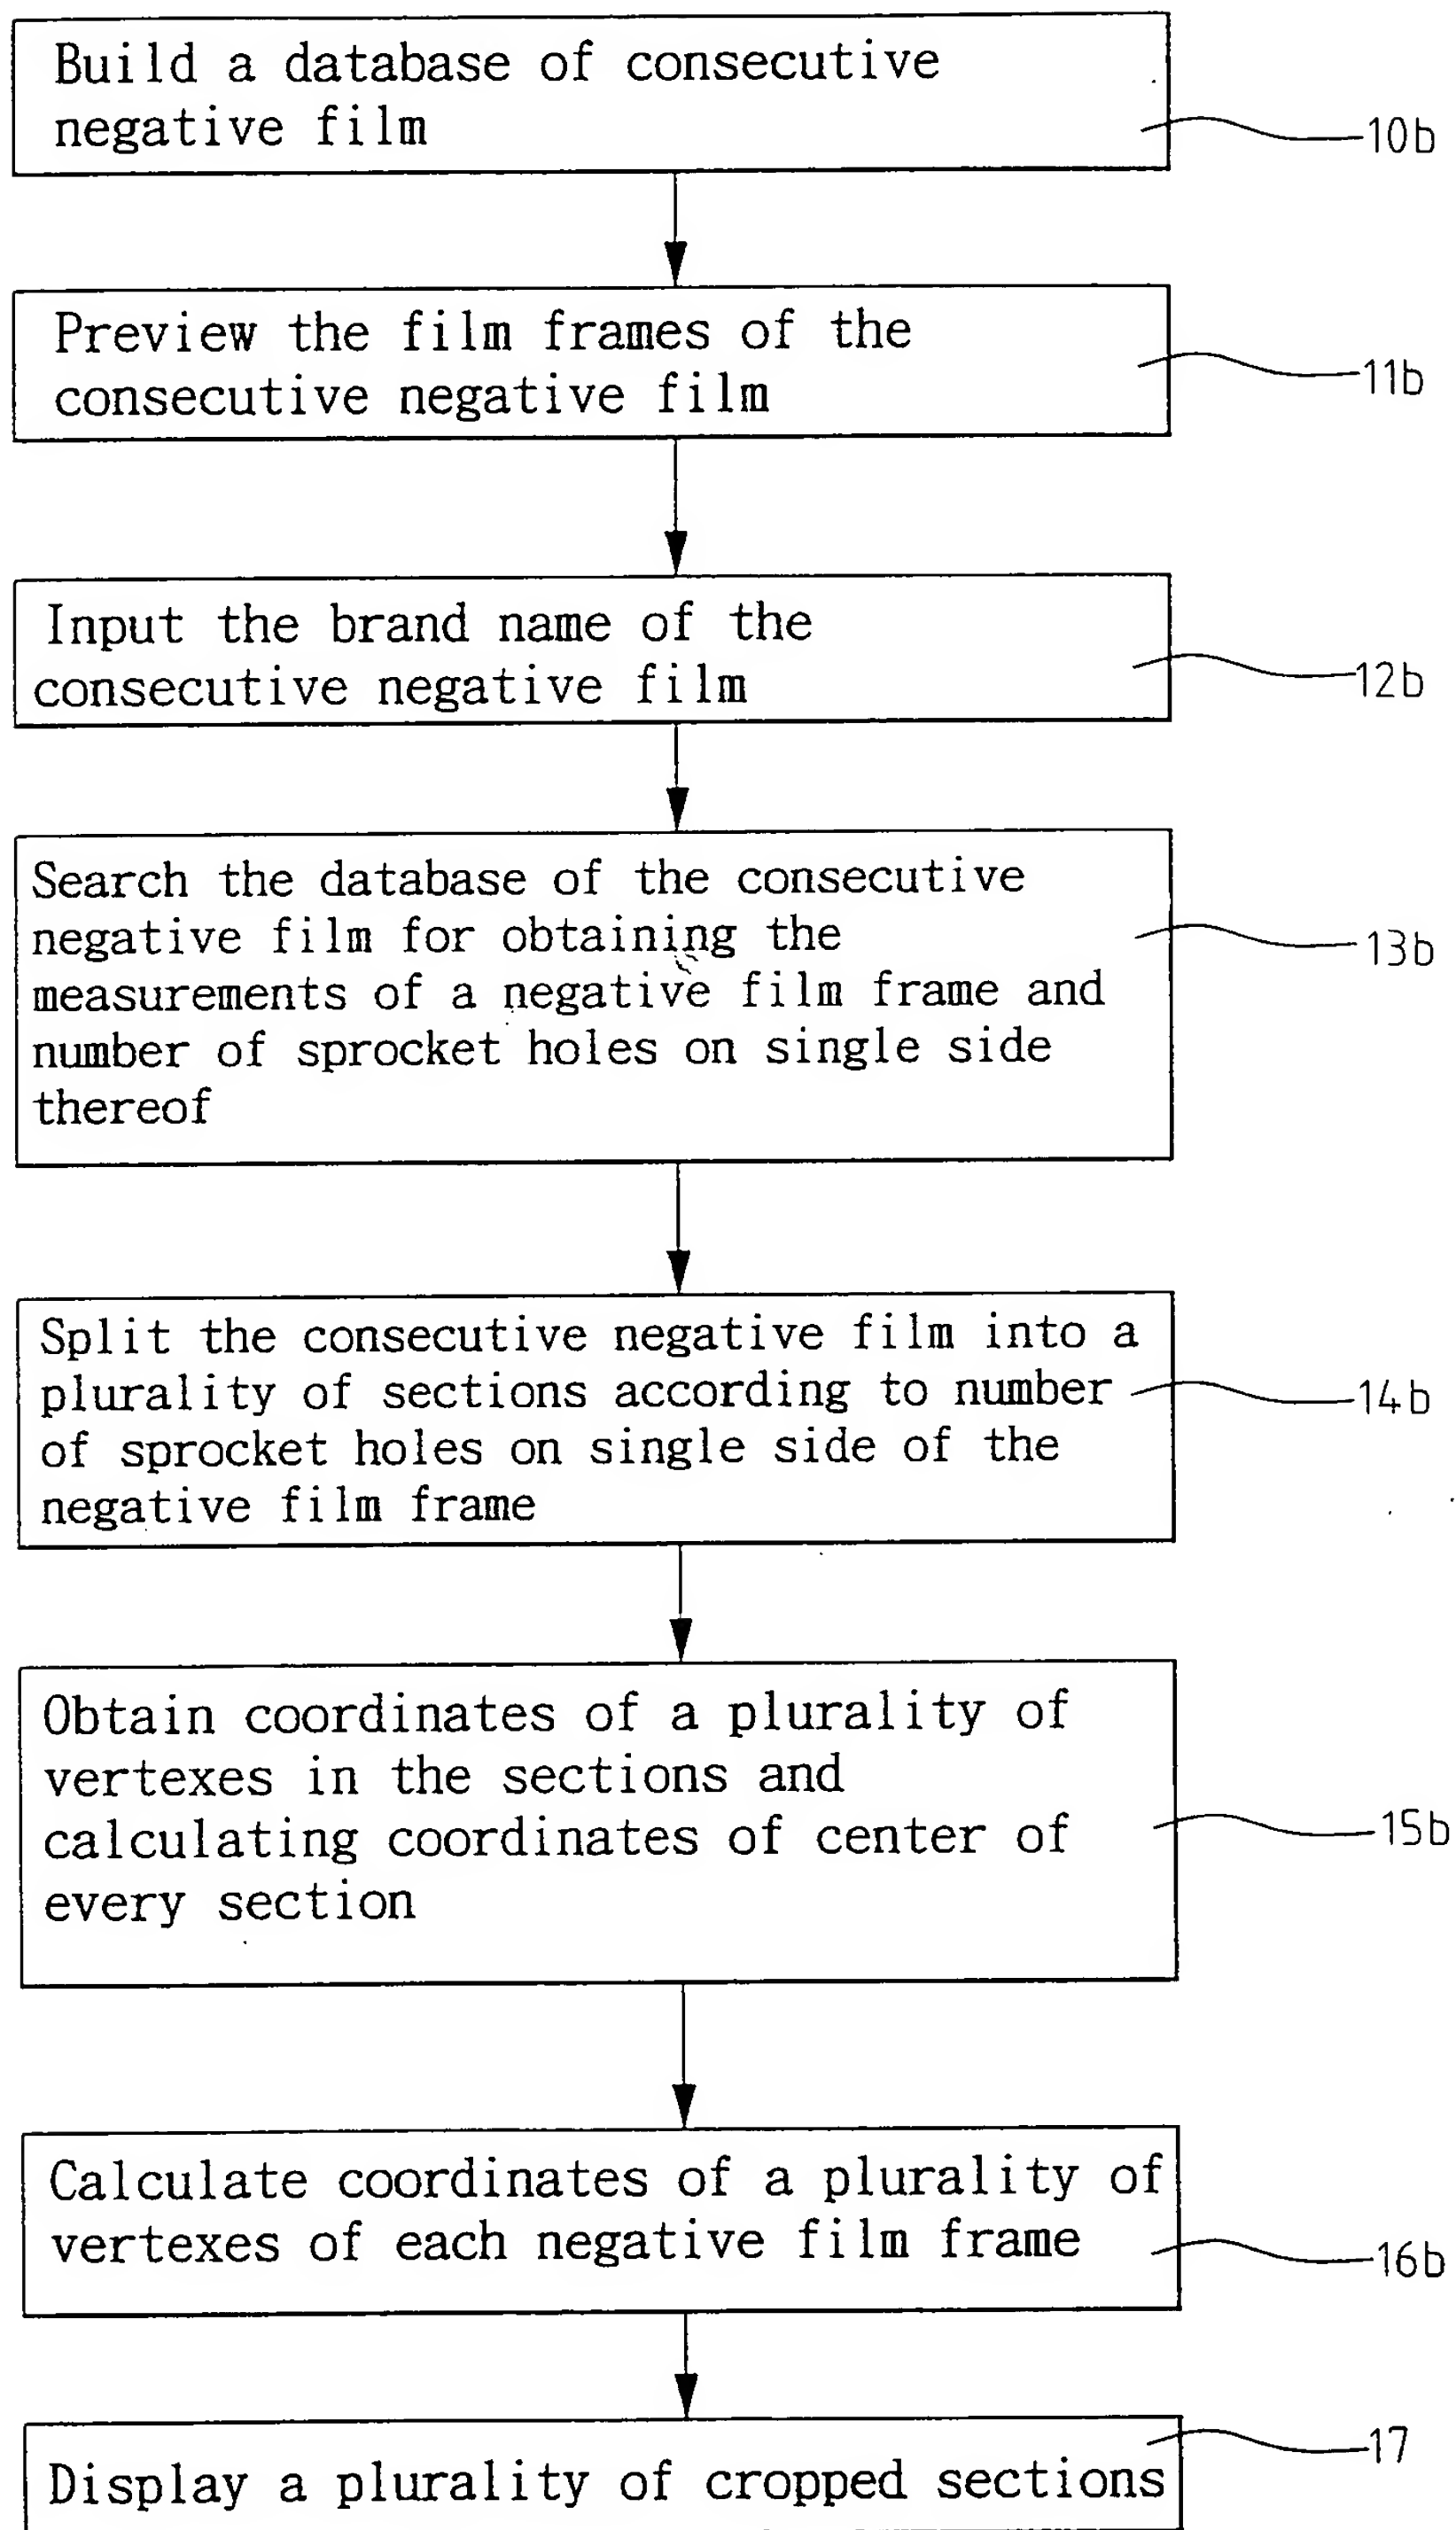 Build a database of consecutive
negative film
10b
Preview the film frames of the
consecutive negative film
11b
Input the brand name of the
consecutive negative film
12b
Search the database of the consecutive
negative film for obtaining the
measurements of a negative film frame and
number of sprocket holes on single side
thereof
13b
Split the consecutive negative film into a
plurality of sections according to number
of sprocket holes on single side of the
negative film frame
14b
Obtain coordinates of a plurality of
vertexes in the sections and
calculating coordinates of center of
every section
15b
Calculate coordinates of a plurality of
vertexes of each negative film frame
16b
Display a plurality of cropped sections
17